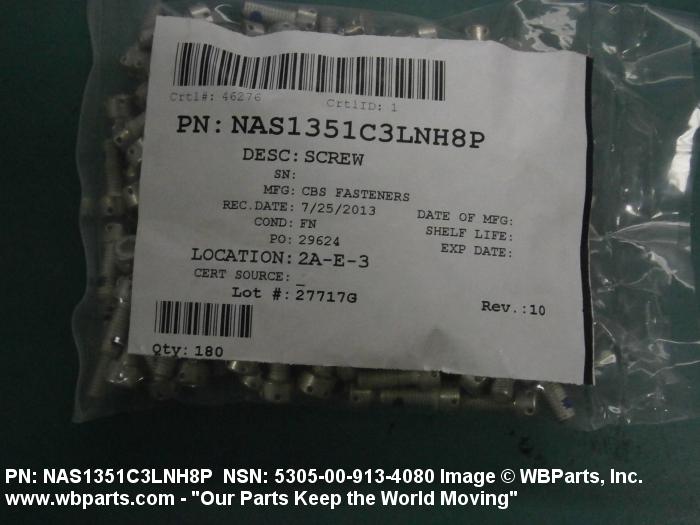 Crtl#: 46276
CrtlID: 1
PN: NAS1351C3LNH8P
DESC: SCREW
SN:
MFG: CBS FASTENERS
REC.DATE: 7/25/2013
DATE OF MFG:
COND: FN
SHELF LIFE:
PO: 29624
EXP DATE:
LOCATION: 2A-E-3
CERT SOURCE: _
Lot #: 27717G
Rev.: 10
Qty: 180
PN: NAS1351C3LNH8P NSN: 5305-00-913-4080 Image © WBParts, Inc.
www.wbparts.com - "Our Parts Keep the World Moving"